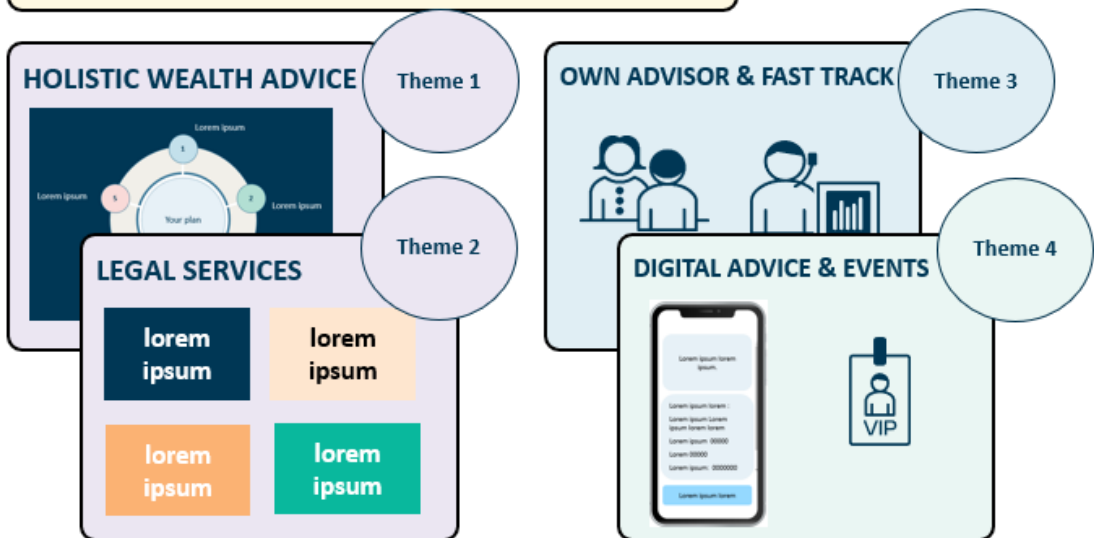 HOLISTIC WEALTH ADVICE
Theme 1
Lorem ipsum
1
Lorem ipsum
5
2
Lorem ipsum
Your plan
Theme 2
LEGAL SERVICES
lorem
ipsum
lorem
ipsum
lorem
ipsum
lorem
ipsum
OWN ADVISOR & FAST TRACK
Theme 3
Theme 4
DIGITAL ADVICE & EVENTS
Lorem ipsum lorem
ipsum.
Lorem ipsum lorem :
Lorem ipsum Lorem
ipsum lorem lorem
Lorem ipsum 00000
Lorem 00000
Lorem ipsum: 0000000
Lorem ipsum lorem
VIP